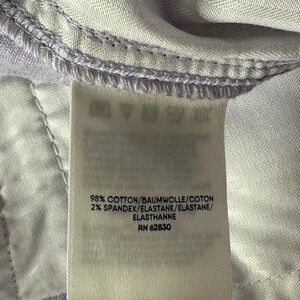 98% COTTON/BAUMWOLLE/COTON
2% SPANDEX/ELASTANE/ELASTANE/
ELASTHANNE
RN 62830